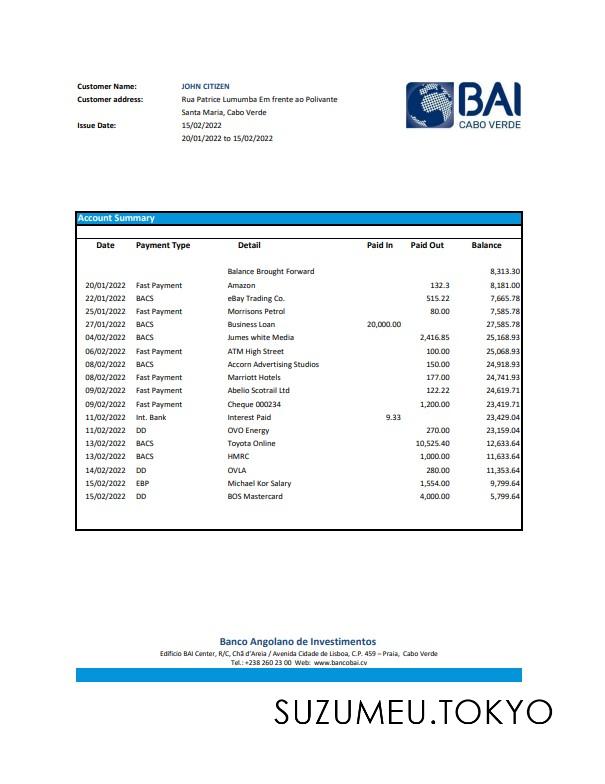 Customer Name: JOHN CITIZEN
Customer address: Rua Patrice Lumumba Em frente ao Polivante
Santa Maria, Cabo Verde
Issue Date: 15/02/2022
20/01/2022 to 15/02/2022
BAI
CABO VERDE
Account Summary
Date Payment Type Detail Paid In Paid Out Balance
Balance Brought Forward 8,313.30
20/01/2022 Fast Payment Amazon 132.3 8,181.00
22/01/2022 BACS eBay Trading Co. 515.22 7,665.78
25/01/2022 Fast Payment Morrisons Petrol 80.00 7,585.78
27/01/2022 BACS Business Loan 20,000.00 27,585.78
04/02/2022 BACS Jumes white Media 2,416.85 25,168.93
06/02/2022 Fast Payment ATM High Street 100.00 25,068.93
08/02/2022 BACS Accorn Advertising Studios 150.00 24,918.93
08/02/2022 Fast Payment Marriott Hotels 177.00 24,741.93
09/02/2022 Fast Payment Abelio Scotrail Ltd 122.22 24,619.71
09/02/2022 Fast Payment Cheque 000234 1,200.00 23,419.71
11/02/2022 Int. Bank Interest Paid 9.33 23,429.04
11/02/2022 DD OVO Energy 270.00 23,159.04
13/02/2022 BACS Toyota Online 10,525.40 12,633.64
13/02/2022 BACS HMRC 1,000.00 11,633.64
14/02/2022 DD OVLA 280.00 11,353.64
15/02/2022 EBP Michael Kor Salary 1,554.00 9,799.64
15/02/2022 DD BOS Mastercard 4,000.00 5,799.64
Banco Angolano de Investimentos
Edifício BAI Center, R/C, Chã d'Areia / Avenida Cidade de Lisboa, C.P. 459 – Praia, Cabo Verde
Tel.: +238 260 23 00 Web: www.bancobai.cv
SUZUMEU.TOKYO